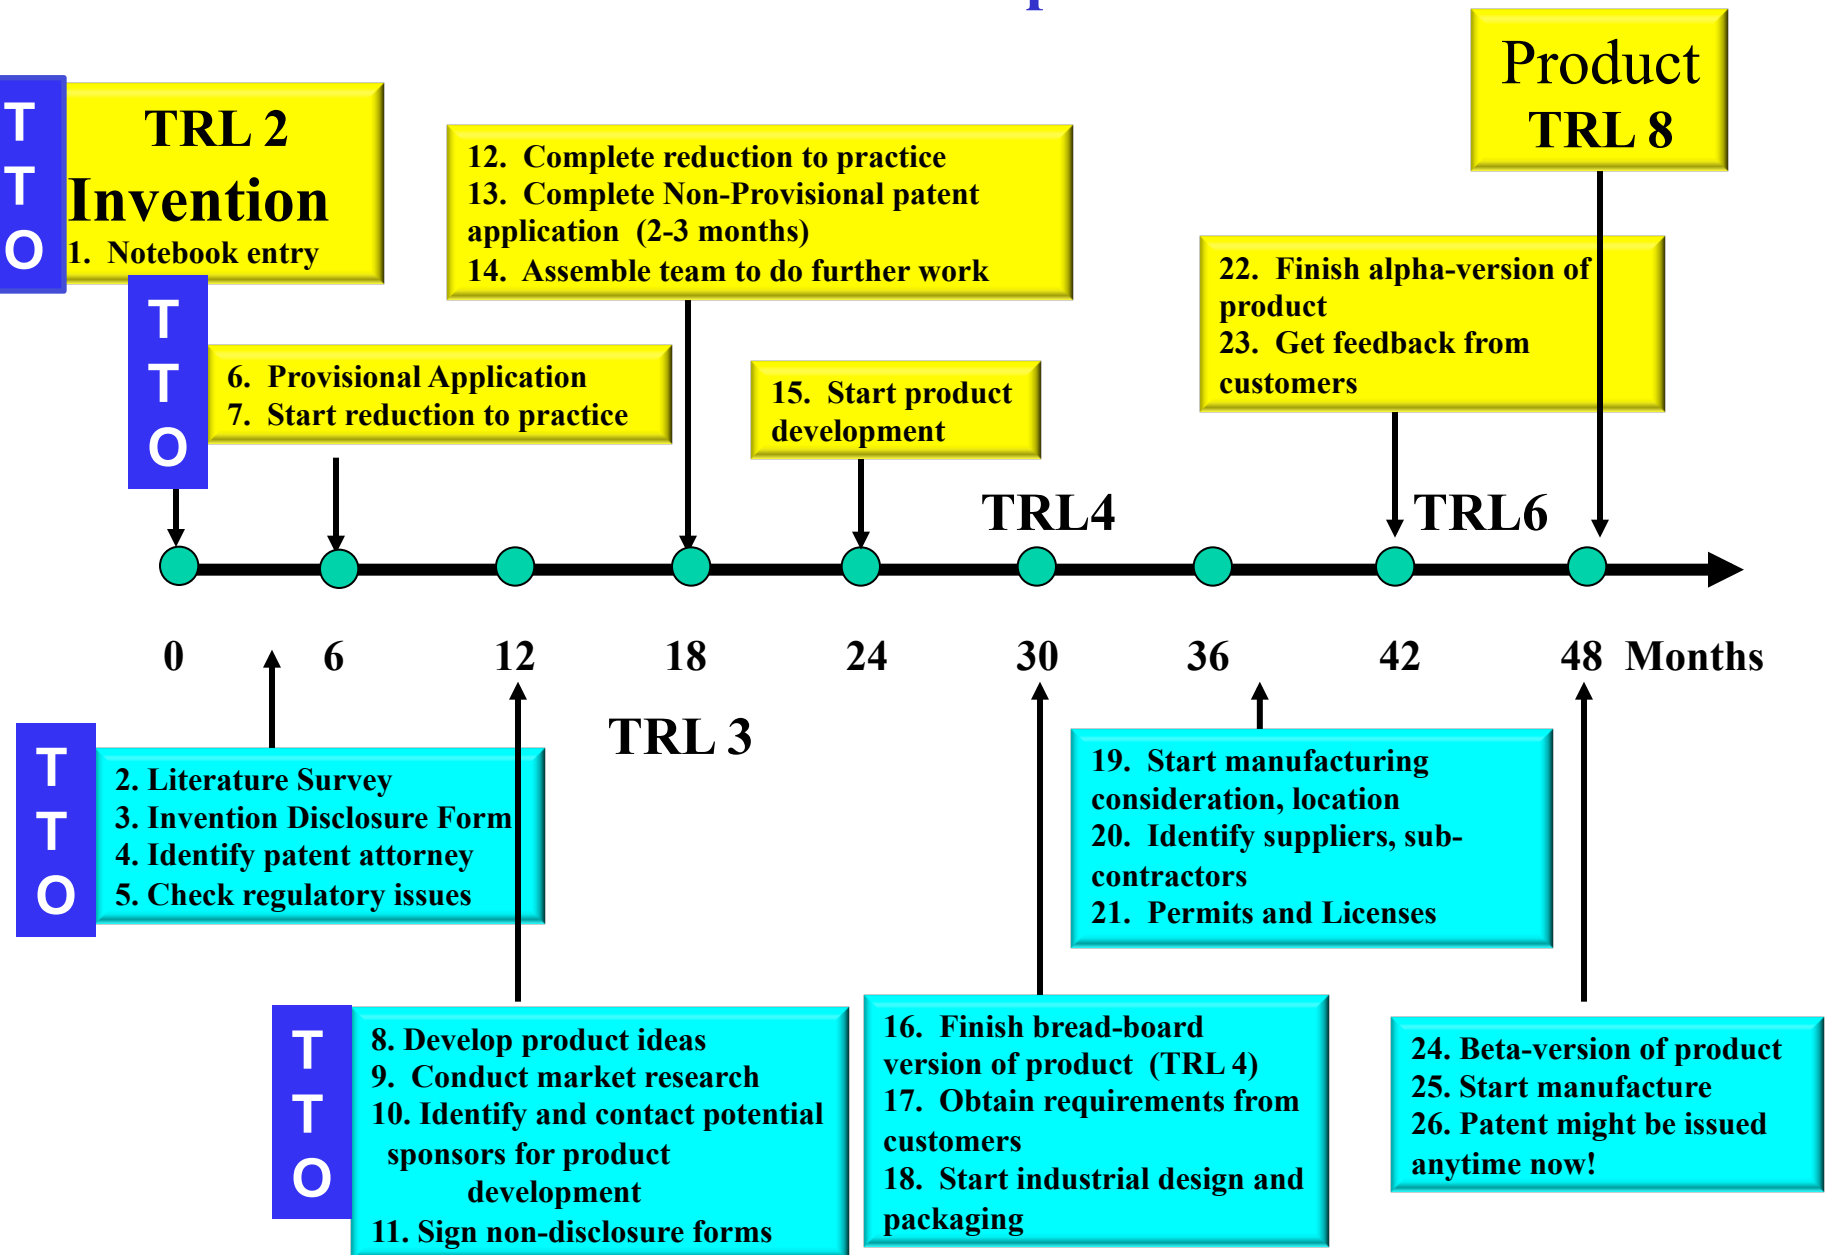 Product
TRL 8
T
T
O
TRL 2
Invention
1. Notebook entry
12. Complete reduction to practice
13. Complete Non-Provisional patent
application (2-3 months)
14. Assemble team to do further work
22. Finish alpha-version of
product
23. Get feedback from
customers
T
T
O
6. Provisional Application
7. Start reduction to practice
15. Start product
development
TRL4
TRL6
0
6
12
18
24
30
36
42
48 Months
TRL 3
T
T
O
2. Literature Survey
3. Invention Disclosure Form
4. Identify patent attorney
5. Check regulatory issues
19. Start manufacturing
consideration, location
20. Identify suppliers, sub-
contractors
21. Permits and Licenses
T
T
O
8. Develop product ideas
9. Conduct market research
10. Identify and contact potential
sponsors for product
development
11. Sign non-disclosure forms
16. Finish bread-board
version of product (TRL 4)
17. Obtain requirements from
customers
18. Start industrial design and
packaging
24. Beta-version of product
25. Start manufacture
26. Patent might be issued
anytime now!